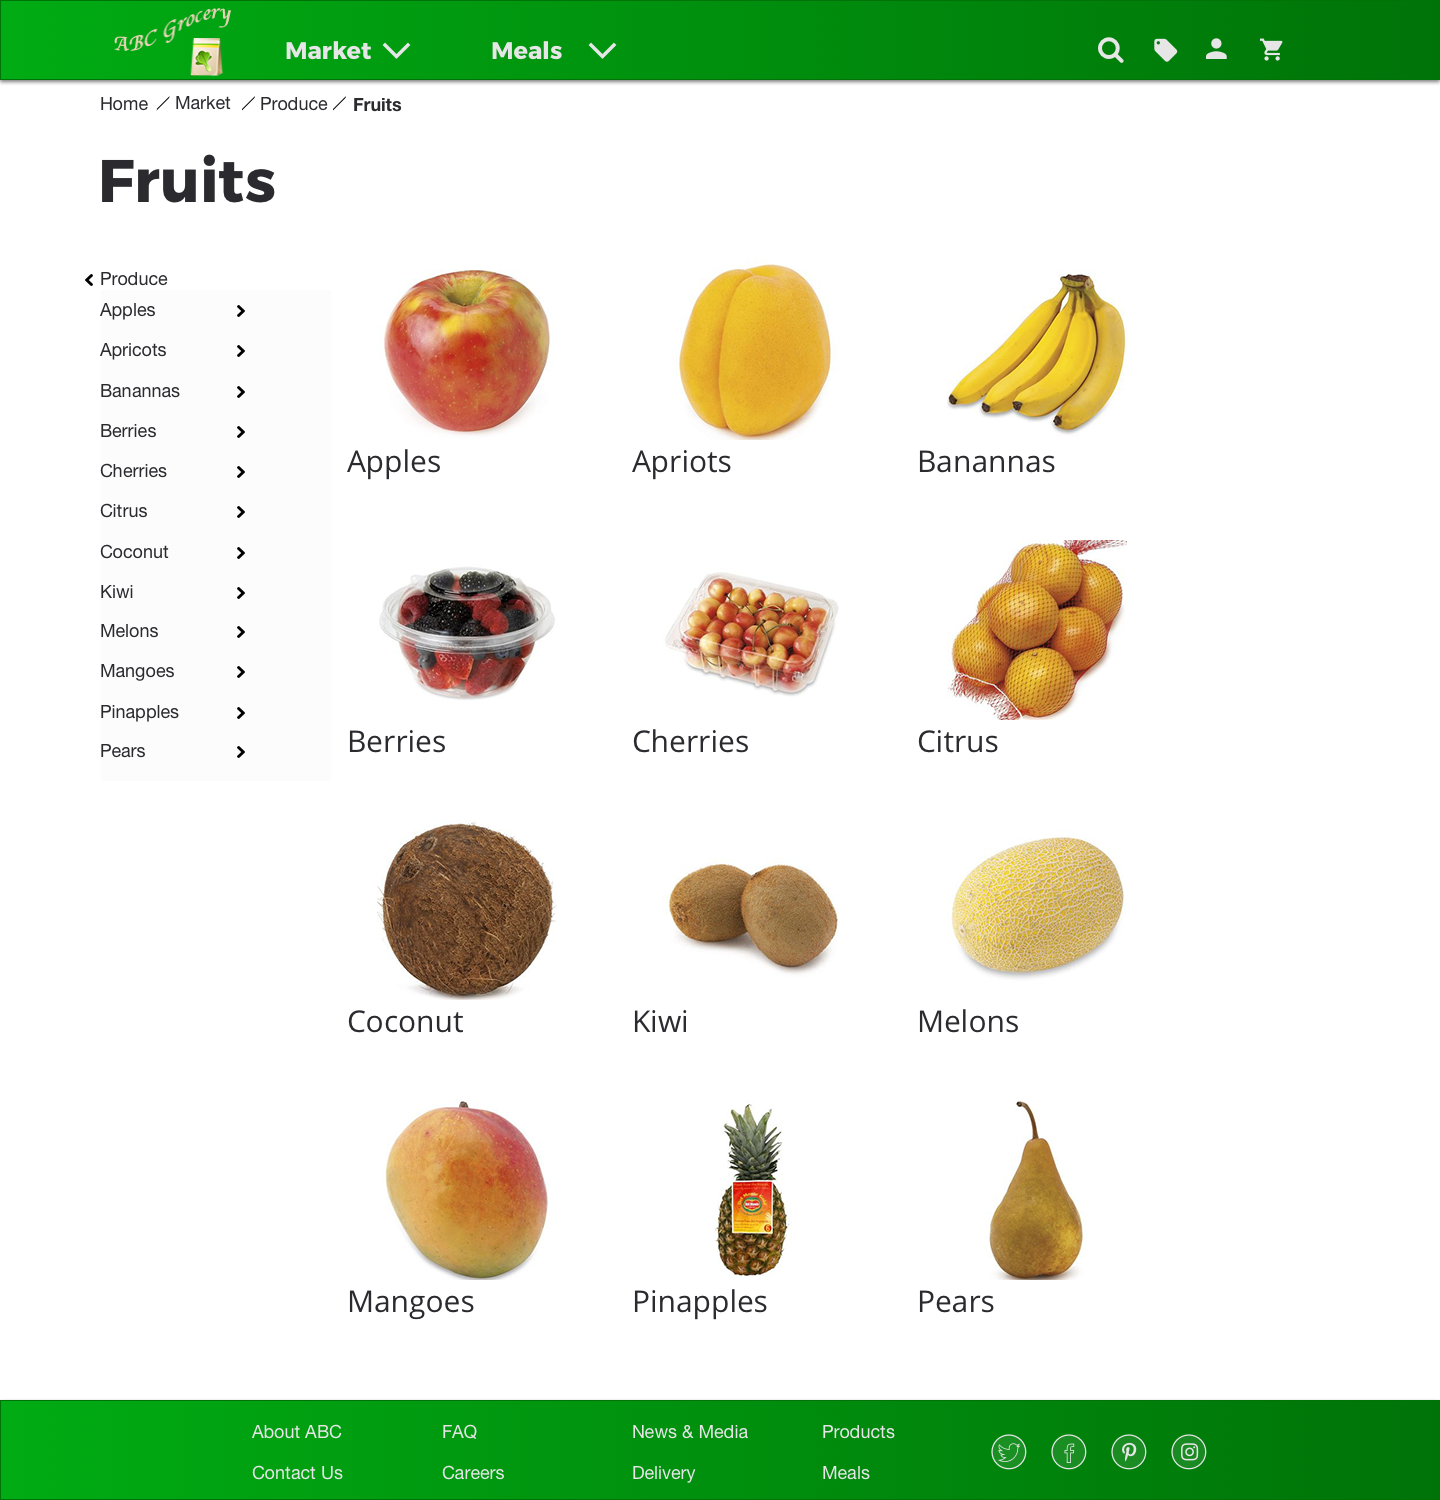 ABC Grocery
Market Meals
Home / Market / Produce / Fruits
Fruits
Produce
Apples
Apricots
Banannas
Berries
Cherries
Citrus
Coconut
Kiwi
Melons
Mangoes
Pinapples
Pears
Apples Apriots Banannas
Berries Cherries Citrus
Coconut Kiwi Melons
Mangoes Pinapples Pears
About ABC FAQ News & Media Products
Contact Us Careers Delivery Meals